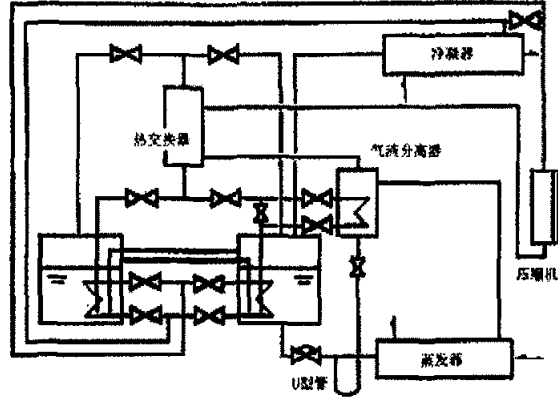 冷凝器
热交换器
气液分离器
压缩机
蒸发器
U型管